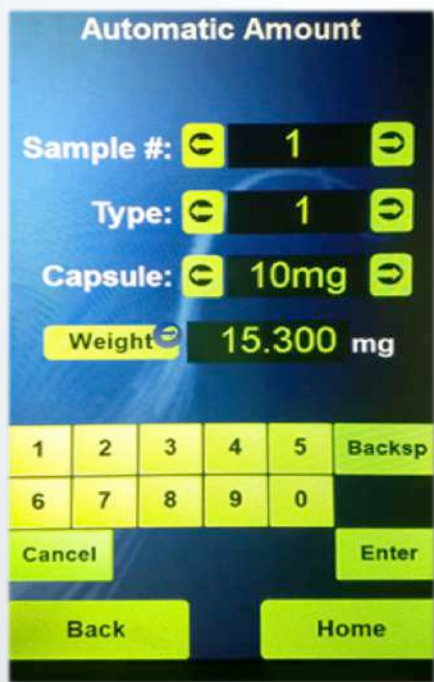 Automatic Amount
Sample #: 1
Type: 1
Capsule: 10mg
Weight 15.300 mg
1 2 3 4 5 Backsp
6 7 8 9 0
Cancel Enter
Back Home